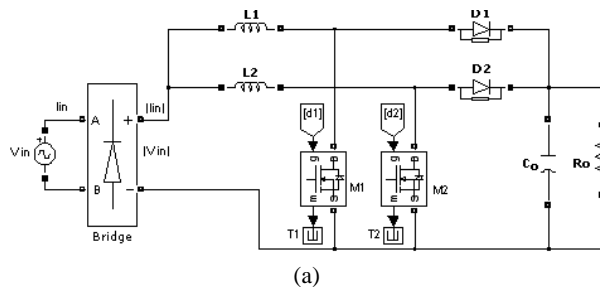 L1
D1
L2
D2
Iin
A
+
|Iin|
|Vin|
Vin
+
B
-
Bridge
[d1]
[d2]
g
m
M1
g
m
M2
T1
T2
Co
Ro
(a)